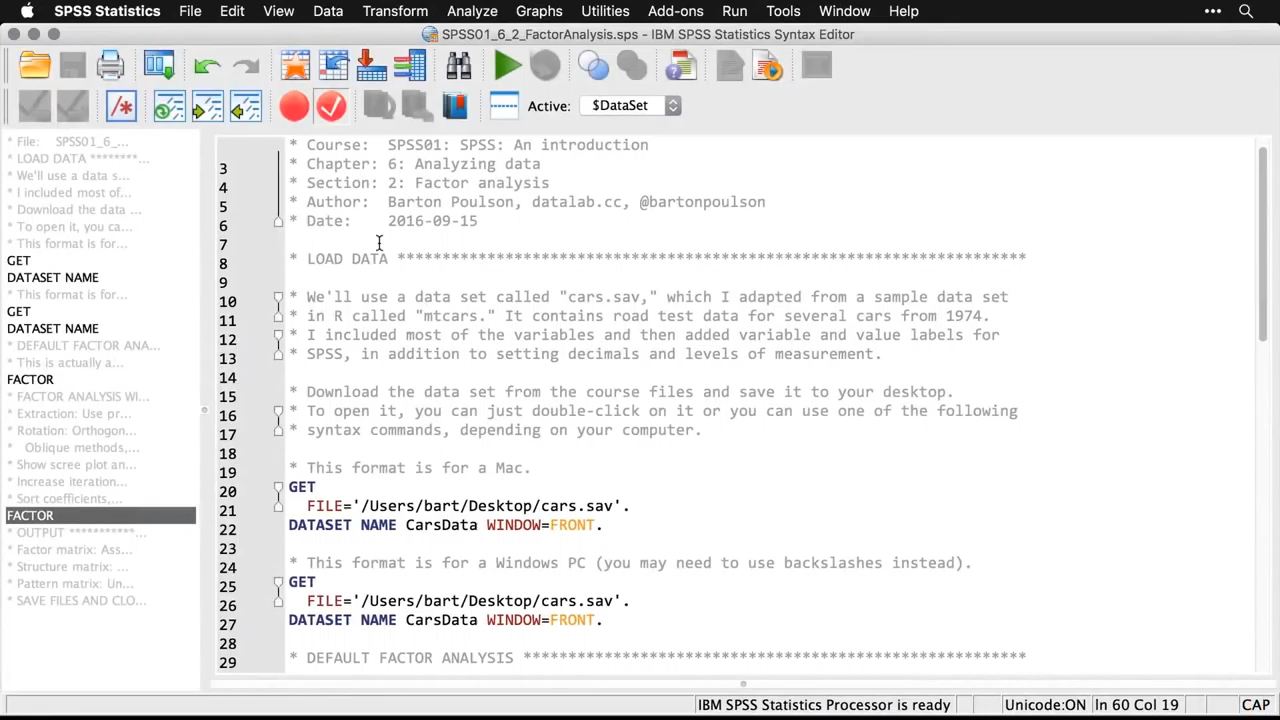 SPSS Statistics File Edit View Data Transform Analyze Graphs Utilities Add-ons Run Tools Window Help
SPSS01_6_2_FactorAnalysis.sps - IBM SPSS Statistics Syntax Editor
Active: $DataSet
* File: SPSS01_6_...
* LOAD DATA ********...
* We'll use a data s...
* I included most of...
* Download the data ...
* To open it, you ca...
* This format is for...
GET
DATASET NAME
* This format is for...
GET
DATASET NAME
* DEFAULT FACTOR ANA...
* This is actually a...
FACTOR
* FACTOR ANALYSIS WI...
* Extraction: Use pr...
* Rotation: Orthogon...
* Oblique methods,...
* Show scree plot an...
* Increase iteration...
* Sort coefficients,...
FACTOR
* OUTPUT ***********...
* Factor matrix: Ass...
* Structure matrix: ...
* Pattern matrix: Un...
* SAVE FILES AND CLO...
* Course: SPSS01: SPSS: An introduction
3 * Chapter: 6: Analyzing data
4 * Section: 2: Factor analysis
5 * Author: Barton Poulson, datalab.cc, @bartonpoulson
6 * Date: 2016-09-15
7
8 * LOAD DATA **********************************************************************
9
10 * We'll use a data set called "cars.sav," which I adapted from a sample data set
11 * in R called "mtcars." It contains road test data for several cars from 1974.
12 * I included most of the variables and then added variable and value labels for
13 * SPSS, in addition to setting decimals and levels of measurement.
14
15 * Download the data set from the course files and save it to your desktop.
16 * To open it, you can just double-click on it or you can use one of the following
17 * syntax commands, depending on your computer.
18
19 * This format is for a Mac.
20 GET
21 FILE='/Users/bart/Desktop/cars.sav'.
22 DATASET NAME CarsData WINDOW=FRONT.
23
24 * This format is for a Windows PC (you may need to use backslashes instead).
25 GET
26 FILE='/Users/bart/Desktop/cars.sav'.
27 DATASET NAME CarsData WINDOW=FRONT.
28
29 * DEFAULT FACTOR ANALYSIS ********************************************************
IBM SPSS Statistics Processor is ready Unicode:ON In 60 Col 19 CAP